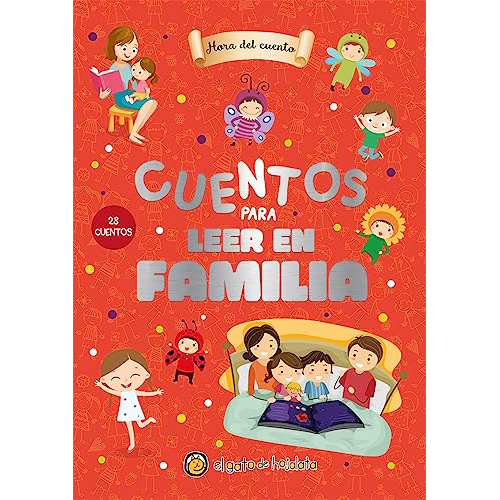 Hora del cuento
CUENTOS
PARA
LEER EN
FAMILIA
28
CUENTOS
el gato de hojalata